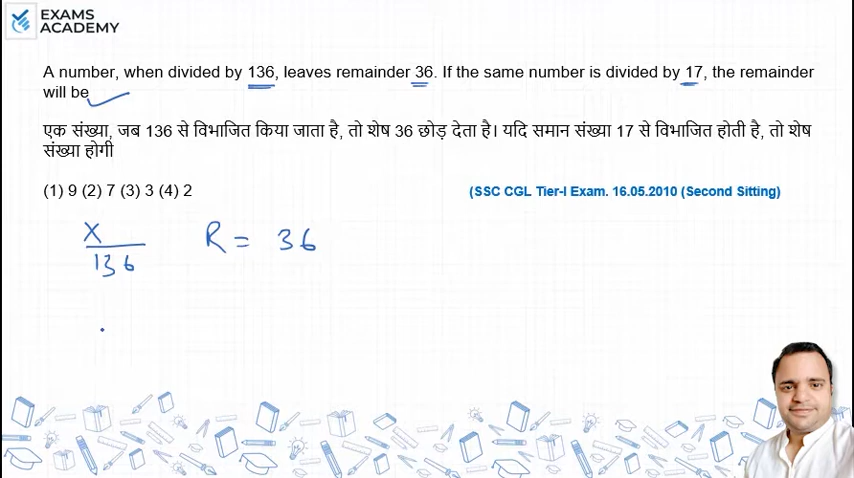 EXAMS
ACADEMY
A number, when divided by 136, leaves remainder 36. If the same number is divided by 17, the remainder
will be
एक संख्या, जब 136 से विभाजित किया जाता है, तो शेष 36 छोड़ देता है। यदि समान संख्या 17 से विभाजित होती है, तो शेष
संख्या होगी
(1) 9 (2) 7 (3) 3 (4) 2 (SSC CGL Tier-I Exam. 16.05.2010 (Second Sitting)
X R = 36
136